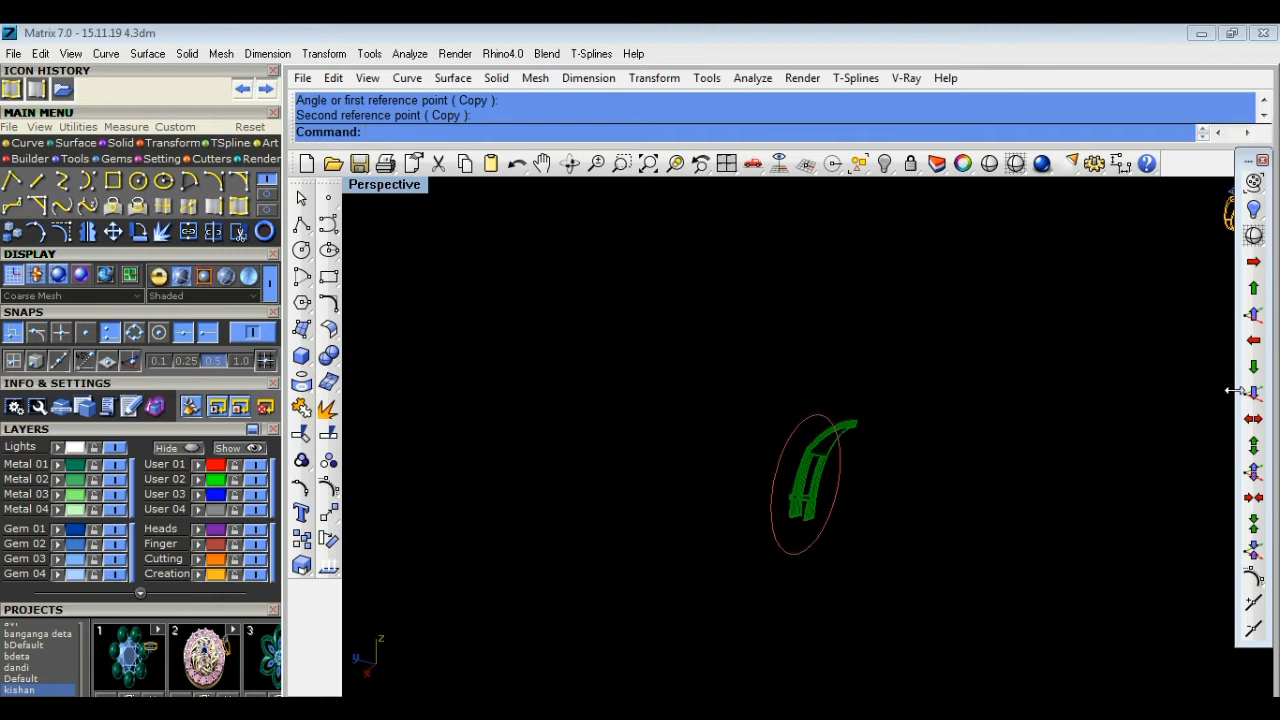 Matrix 7.0 - 15.11.19 4.3dm
File Edit View Curve Surface Solid Mesh Dimension Transform Tools Analyze Render Rhino4.0 Blend T-Splines Help
ICON HISTORY
MAIN MENU
File View Utilities Measure Custom Reset
Curve Surface Solid Transform TSpline Art
Builder Tools Gems Setting Cutters Render
DISPLAY
Coarse Mesh Shaded
SNAPS
0.1 0.25 0.5 1.0
INFO & SETTINGS
LAYERS
Lights Hide Show
Metal 01 User 01
Metal 02 User 02
Metal 03 User 03
Metal 04 User 04
Gem 01 Heads
Gem 02 Finger
Gem 03 Cutting
Gem 04 Creation
PROJECTS
banganga deta
bDefault
bdeta
dandi
Default
kishan
1 2 3
File Edit View Curve Surface Solid Mesh Dimension Transform Tools Analyze Render T-Splines V-Ray Help
Angle or first reference point ( Copy ):
Second reference point ( Copy ):
Command:
Perspective
z
y
x